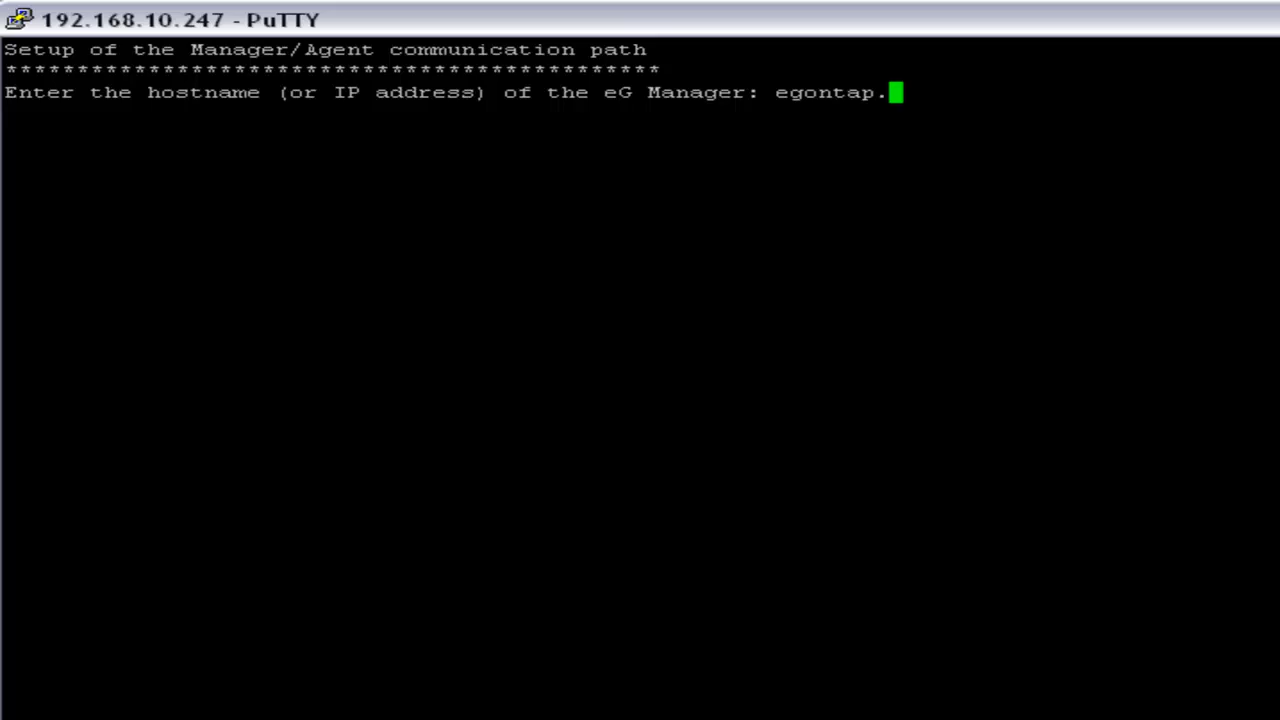 192.168.10.247 - PuTTY
Setup of the Manager/Agent communication path
**********************************************
Enter the hostname (or IP address) of the eG Manager: egontap.